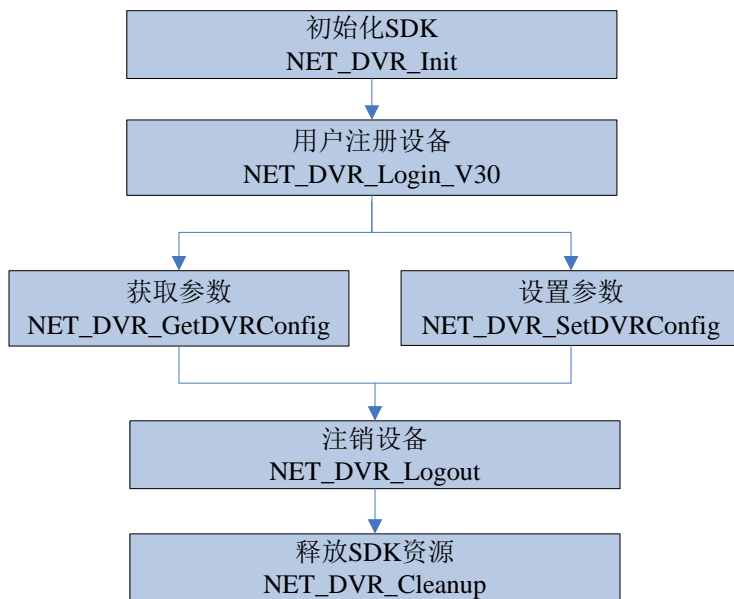 初始化SDK
NET_DVR_Init
用户注册设备
NET_DVR_Login_V30
获取参数
NET_DVR_GetDVRConfig
设置参数
NET_DVR_SetDVRConfig
注销设备
NET_DVR_Logout
释放SDK资源
NET_DVR_Cleanup